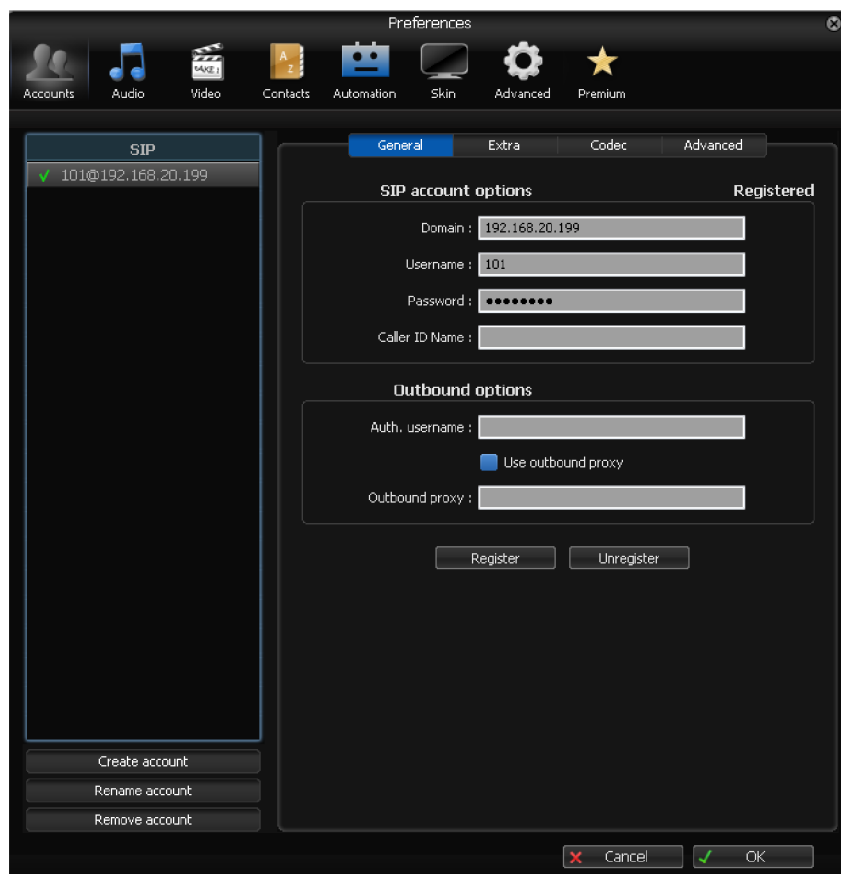 Preferences
Accounts Audio Video Contacts Automation Skin Advanced Premium
SIP
101@192.168.20.199
General Extra Codec Advanced
SIP account options Registered
Domain : 192.168.20.199
Username : 101
Password : ●●●●●●●●
Caller ID Name :
Outbound options
Auth. username :
Use outbound proxy
Outbound proxy :
Register Unregister
Create account
Rename account
Remove account
Cancel OK